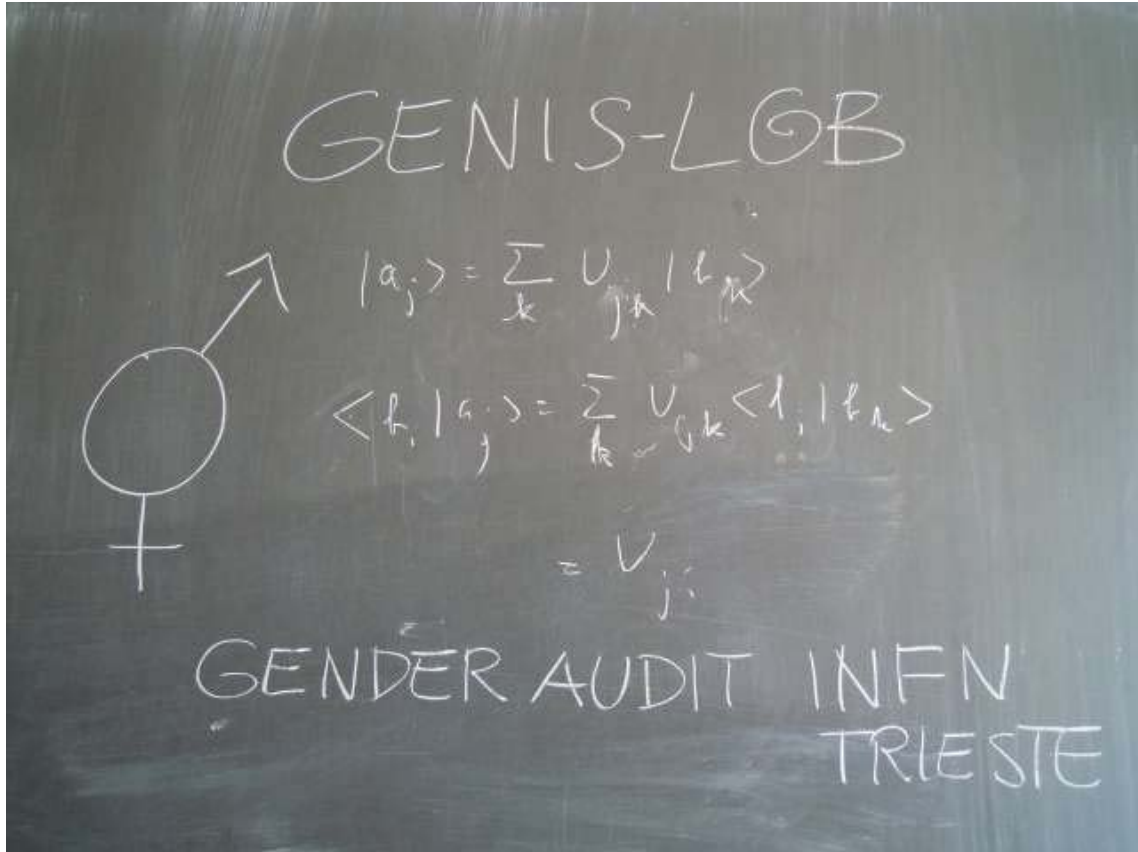 GENIS-LGB
|a_j> = Σ_k U_jk |b_k>
<b_i|a_j> = Σ_k U_jk <b_i|b_k>
= U_ji
GENDER AUDIT INFN
TRIESTE